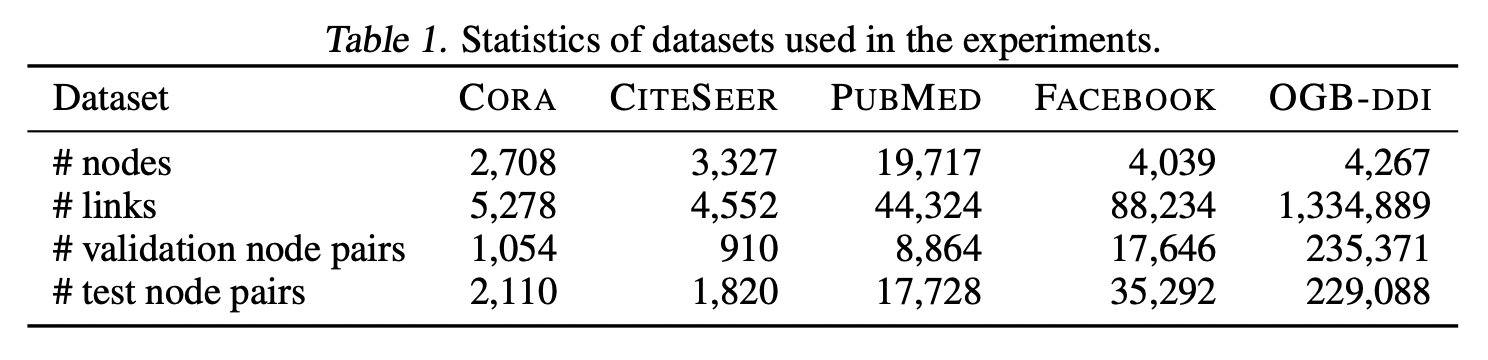 Table 1. Statistics of datasets used in the experiments.
Dataset CORA CITESEER PUBMED FACEBOOK OGB-DDI
# nodes 2,708 3,327 19,717 4,039 4,267
# links 5,278 4,552 44,324 88,234 1,334,889
# validation node pairs 1,054 910 8,864 17,646 235,371
# test node pairs 2,110 1,820 17,728 35,292 229,088